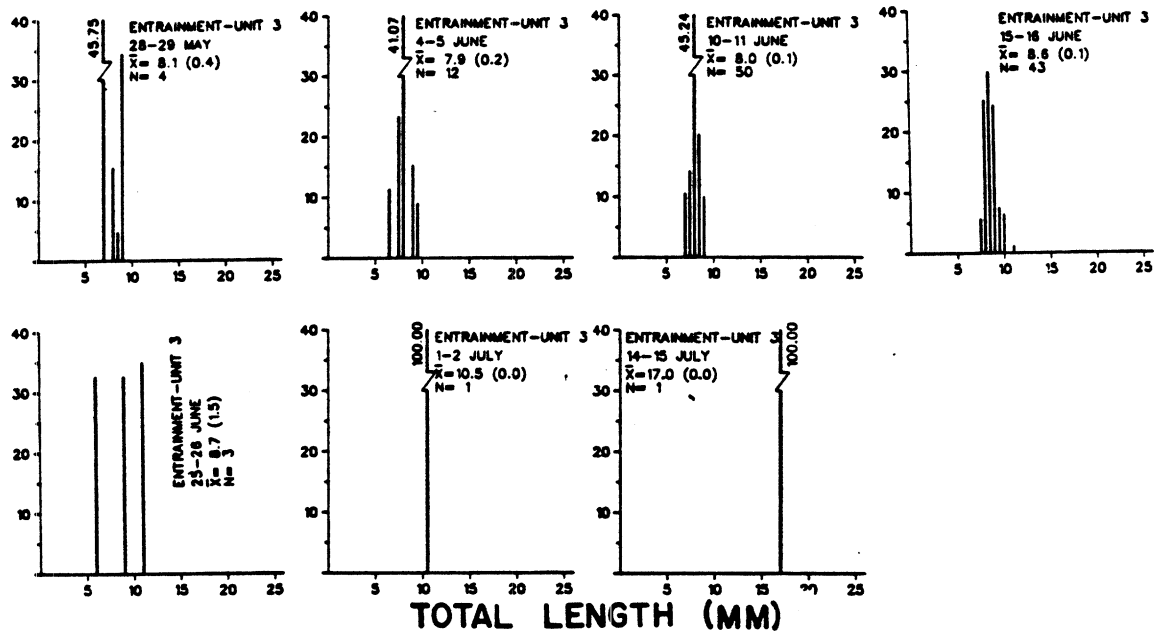 40
30
20
10
5 10 15 20 25
45.75
ENTRAINMENT-UNIT 3
28-29 MAY
X̄= 8.1 (0.4)
N= 4
40
30
20
10
5 10 15 20 25
41.07
ENTRAINMENT-UNIT 3
4-5 JUNE
X̄= 7.9 (0.2)
N= 12
40
30
20
10
5 10 15 20 25
45.24
ENTRAINMENT-UNIT 3
10-11 JUNE
X̄= 8.0 (0.1)
N= 50
40
30
20
10
5 10 15 20 25
ENTRAINMENT-UNIT 3
15-16 JUNE
X̄= 8.6 (0.1)
N= 43
40
30
20
10
5 10 15 20 25
ENTRAINMENT-UNIT 3
25-26 JUNE
X̄= 8.7 (1.5)
N= 3
40
30
20
10
5 10 15 20 25
100.00
ENTRAINMENT-UNIT 3
1-2 JULY
X̄=10.5 (0.0)
N= 1
40
30
20
10
5 10 15 25
ENTRAINMENT-UNIT 3
14-15 JULY
X̄=17.0 (0.0)
N= 1
100.00
TOTAL LENGTH (MM)